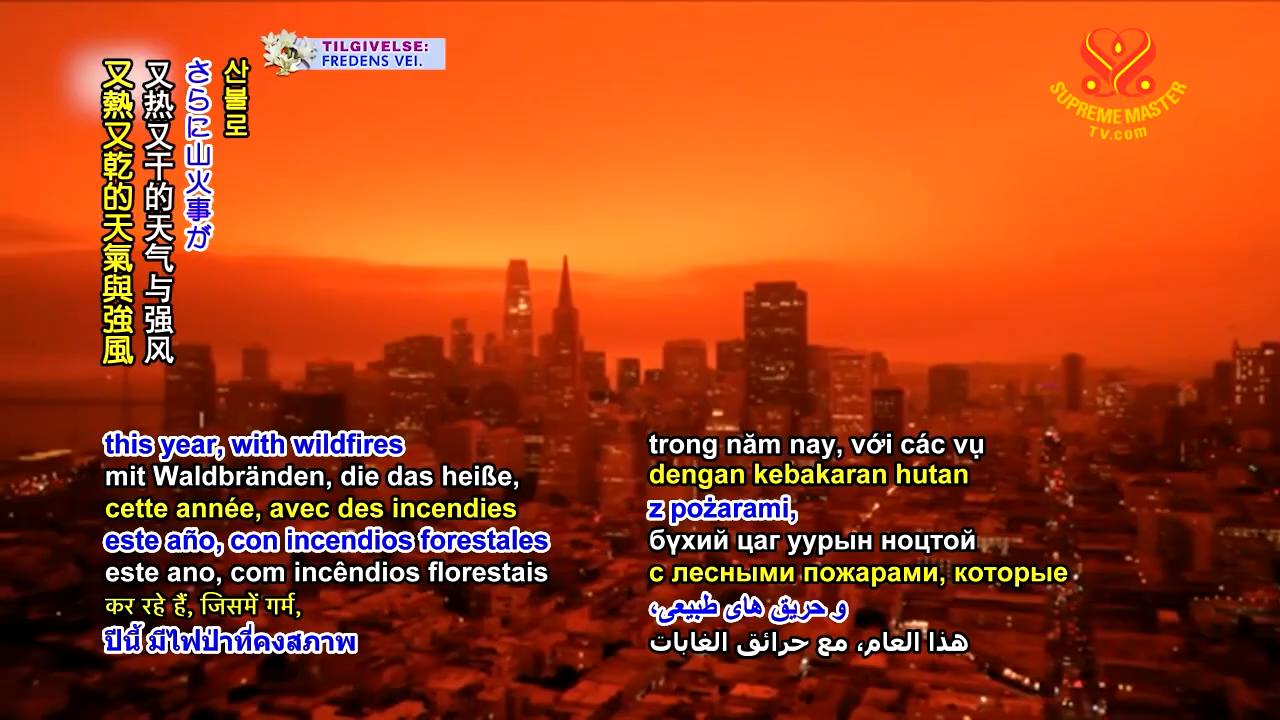 TILGIVELSE:
FREDENS VEI.
SUPREME MASTER
TV.com
산불로
さらに山火事が
又热又干的天气与强风
又熱又乾的天氣與強風
this year, with wildfires
mit Waldbränden, die das heiße,
cette année, avec des incendies
este año, con incendios forestales
este ano, com incêndios florestais
कर रहे हैं, जिसमें गर्म,
ปีนี้ มีไฟป่าที่คงสภาพ
trong năm nay, với các vụ
dengan kebakaran hutan
z pożarami,
бүхий цаг уурын ноцтой
с лесными пожарами, которые
و حریق های طبیعی،
هذا العام، مع حرائق الغابات